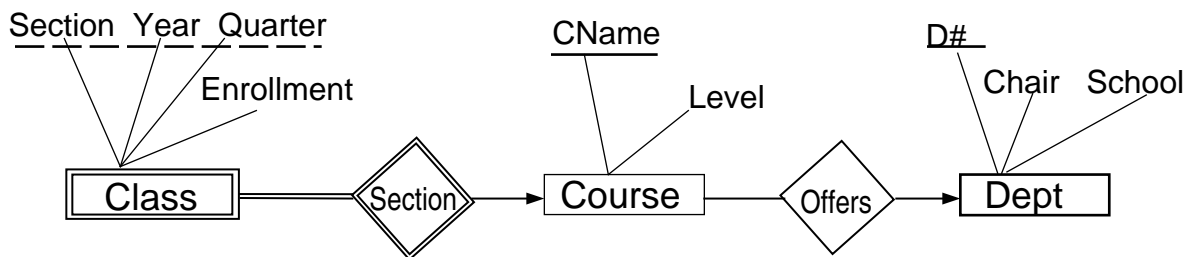 Section Year Quarter
Enrollment
CName
Level
D#
Chair School
Class
Section
Course
Offers
Dept